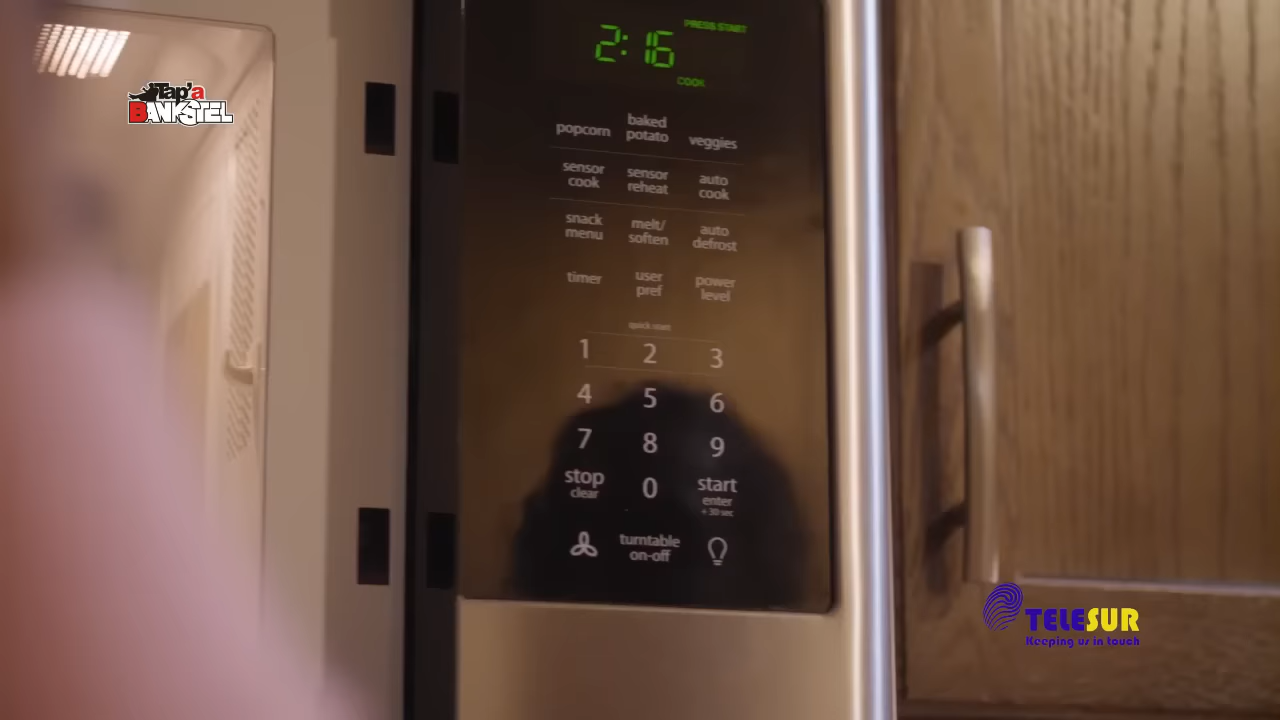 PRESS START
2:16
COOK
Tap'a
BANKSTEL
popcorn
baked
potato
veggies
sensor
cook
sensor
reheat
auto
cook
snack
menu
melt/
soften
auto
defrost
timer
user
pref
power
level
quick start
1 2 3
4 5 6
7 8 9
stop
clear
0
start
enter
+30 sec
turntable
on-off
TELESUR
Keeping us in touch